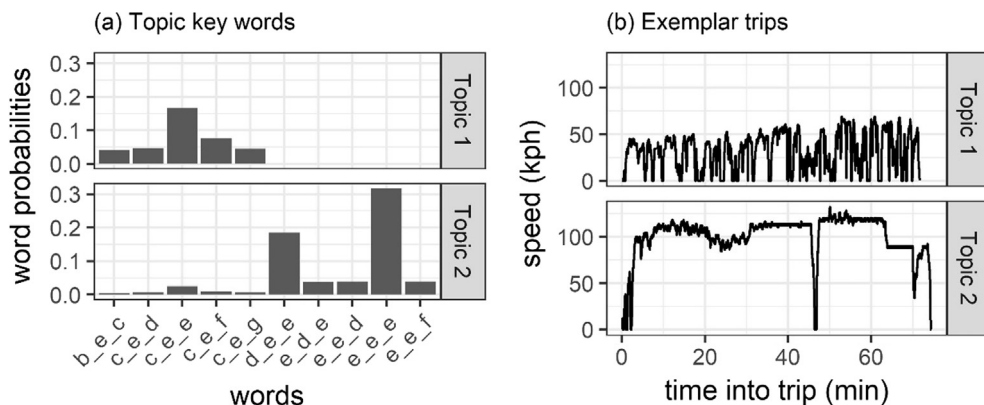 (a) Topic key words
(b) Exemplar trips
word probabilities
0.3
0.2
0.1
0.0
Topic 1
0.3
0.2
0.1
0.0
Topic 2
b_e_c
c_e_d
c_e_e
c_e_f
c_e_g
d_e_e
e_d_e
e_e_d
e_e_e
e_e_f
words
speed (kph)
100
50
0
Topic 1
100
50
0
Topic 2
0
20
40
60
time into trip (min)